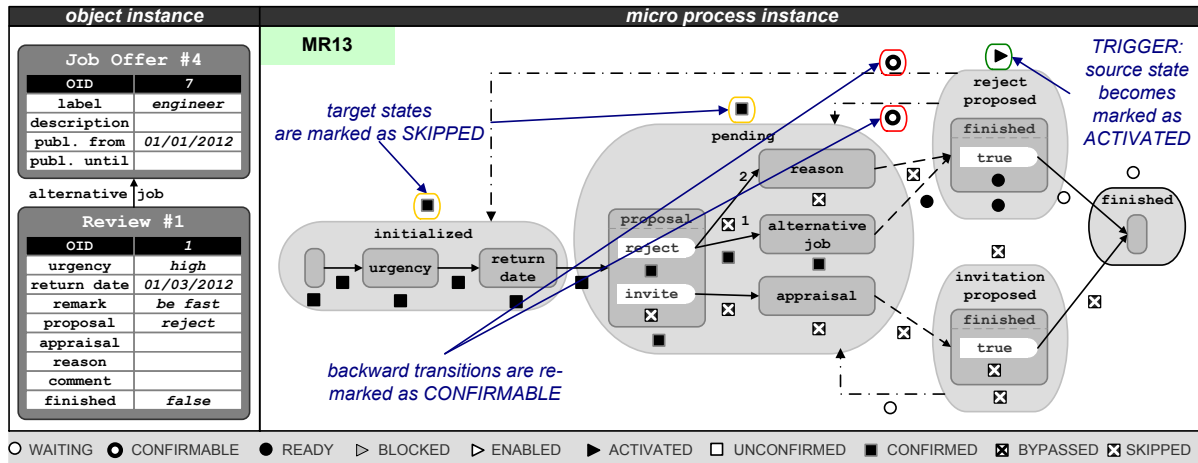 object instance
micro process instance
Job Offer #4
OID 7
label engineer
description
publ. from 01/01/2012
publ. until
alternative job
Review #1
OID 1
urgency high
return date 01/03/2012
remark be fast
proposal reject
appraisal
reason
comment
finished false
MR13
target states
are marked as SKIPPED
TRIGGER:
source state
becomes
marked as
ACTIVATED
initialized
urgency
return
date
pending
proposal
reject
invite
2
1
reason
alternative
job
appraisal
reject
proposed
finished
true
invitation
proposed
finished
true
finished
backward transitions are re-
marked as CONFIRMABLE
WAITING CONFIRMABLE READY BLOCKED ENABLED ACTIVATED UNCONFIRMED CONFIRMED BYPASSED SKIPPED